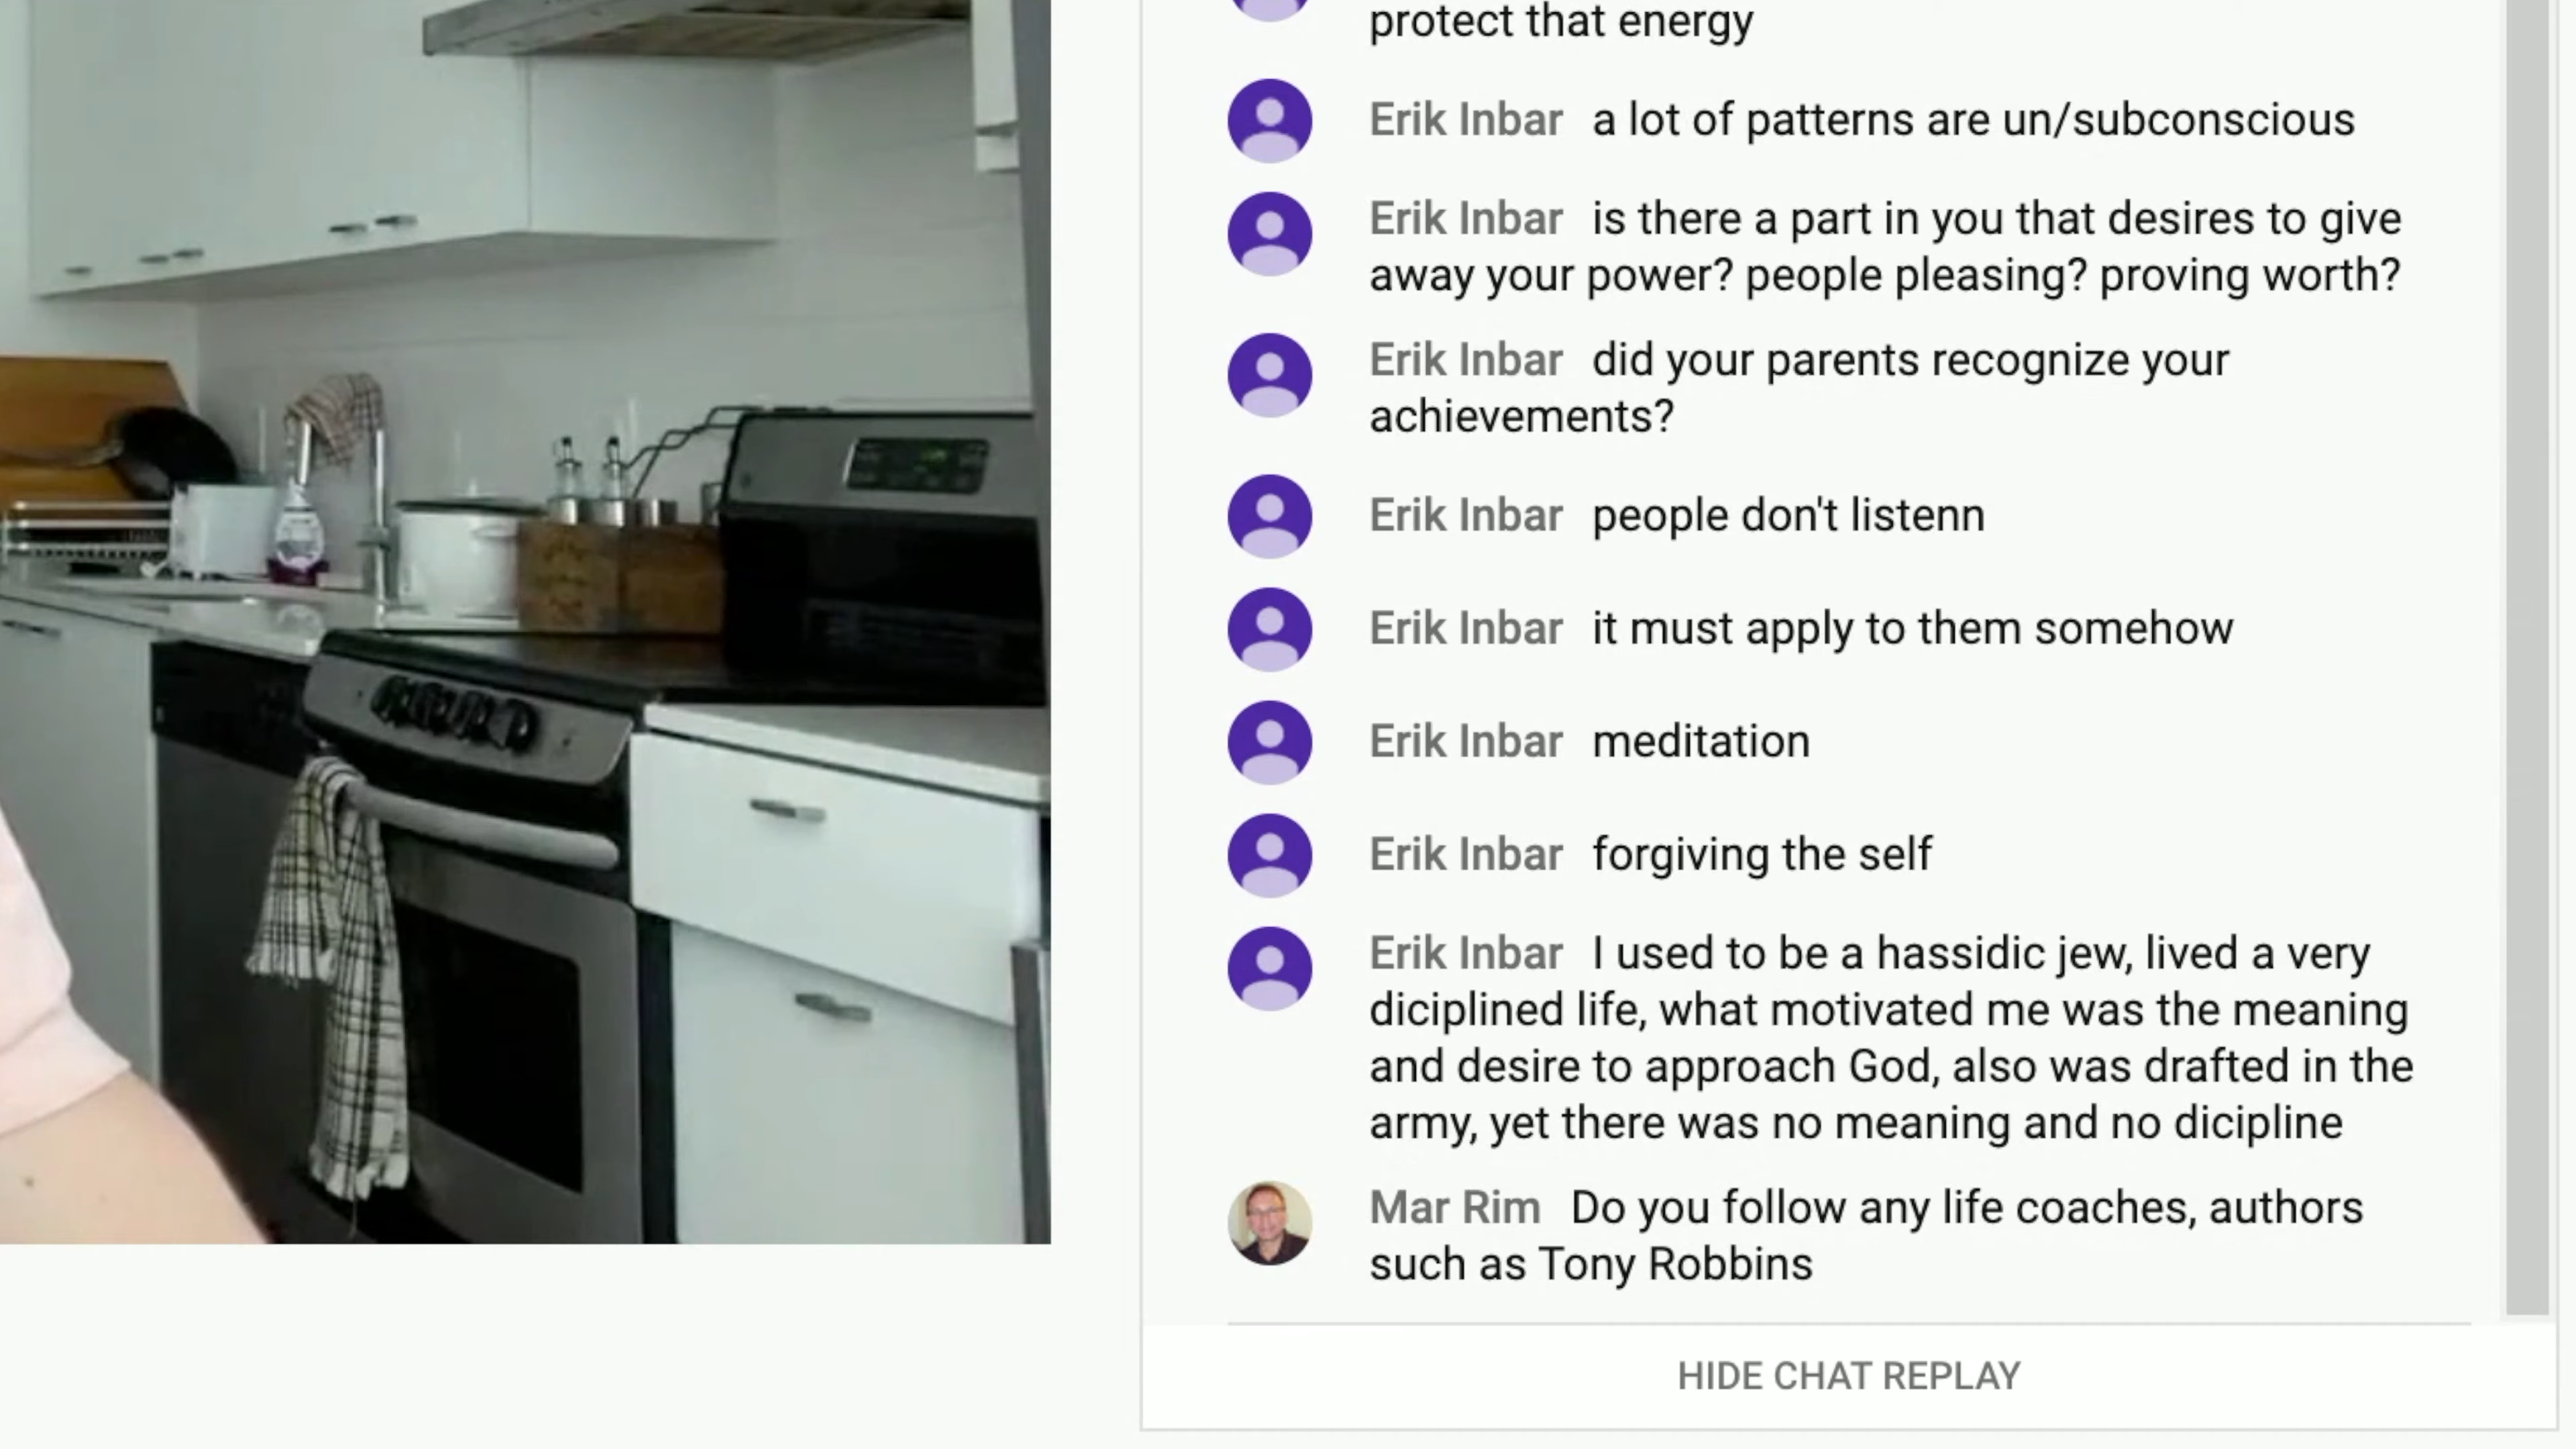 protect that energy
Erik Inbar a lot of patterns are un/subconscious
Erik Inbar is there a part in you that desires to give
away your power? people pleasing? proving worth?
Erik Inbar did your parents recognize your
achievements?
Erik Inbar people don't listenn
Erik Inbar it must apply to them somehow
Erik Inbar meditation
Erik Inbar forgiving the self
Erik Inbar I used to be a hassidic jew, lived a very
diciplined life, what motivated me was the meaning
and desire to approach God, also was drafted in the
army, yet there was no meaning and no dicipline
Mar Rim Do you follow any life coaches, authors
such as Tony Robbins
HIDE CHAT REPLAY